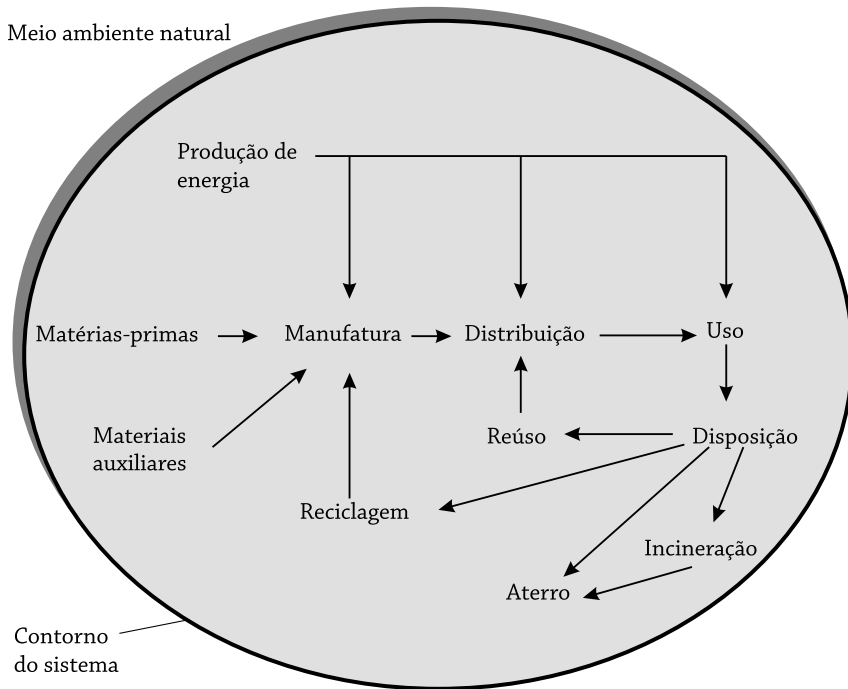 Meio ambiente natural
Produção de
energia
Matérias-primas
Manufatura
Distribuição
Uso
Materiais
auxiliares
Reúso
Disposição
Reciclagem
Incineração
Aterro
Contorno
do sistema